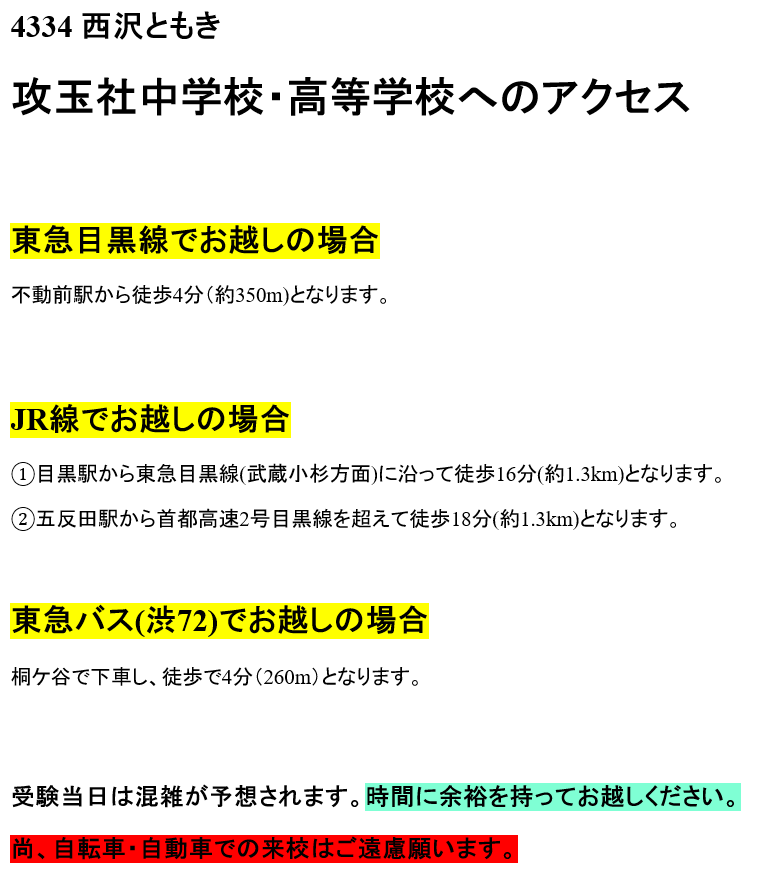 4334 西沢ともき
攻玉社中学校・高等学校へのアクセス
東急目黒線でお越しの場合
不動前駅から徒歩4分（約350m)となります。
JR線でお越しの場合
①目黒駅から東急目黒線(武蔵小杉方面)に沿って徒歩16分(約1.3km)となります。
②五反田駅から首都高速2号目黒線を超えて徒歩18分(約1.3km)となります。
東急バス(渋72)でお越しの場合
桐ケ谷で下車し、徒歩で4分（260m）となります。
受験当日は混雑が予想されます。時間に余裕を持ってお越しください。
尚、自転車・自動車での来校はご遠慮願います。